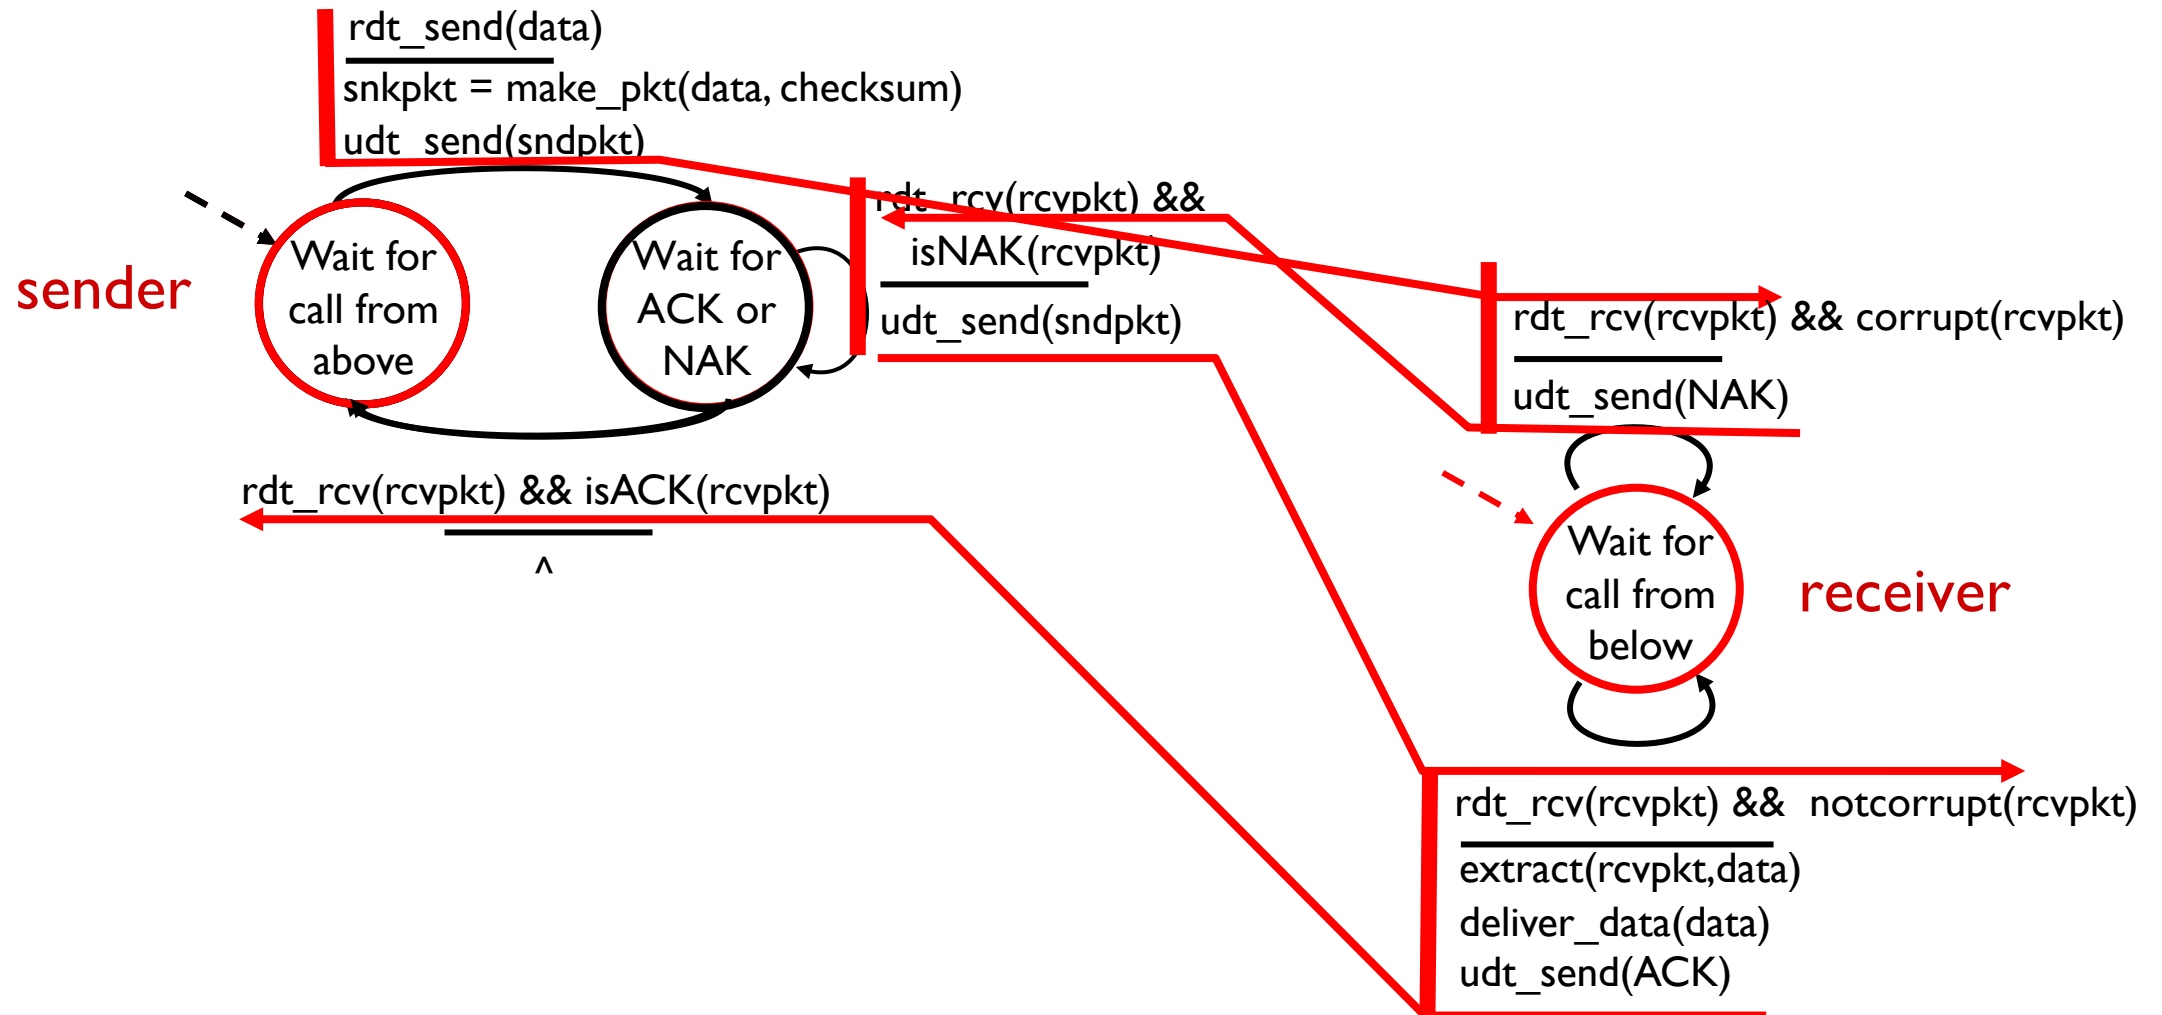 rdt_send(data)
snkpkt = make_pkt(data, checksum)
udt_send(sndpkt)
rdt_rcv(rcvpkt) &&
isNAK(rcvpkt)
udt_send(sndpkt)
Wait for
call from
above
Wait for
ACK or
NAK
sender
rdt_rcv(rcvpkt) && corrupt(rcvpkt)
udt_send(NAK)
rdt_rcv(rcvpkt) && isACK(rcvpkt)
^
Wait for
call from
below
receiver
rdt_rcv(rcvpkt) && notcorrupt(rcvpkt)
extract(rcvpkt,data)
deliver_data(data)
udt_send(ACK)